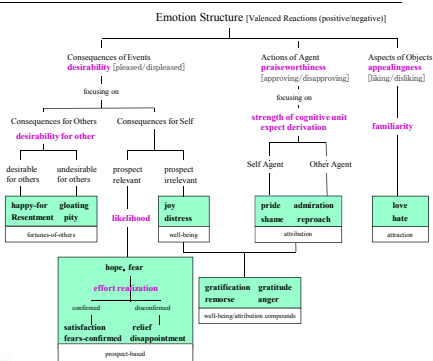 Emotion Structure [Valenced Reactions (positive/negative)]
Consequences of Events
desirability [pleased/displeased]
Actions of Agent
praiseworthiness
[approving/disapproving]
Aspects of Objects
appealingness
[liking/disliking]
focusing on
focusing on
Consequences for Others
desirability for other
Consequences for Self
strength of cognitive unit
expect derivation
familiarity
desirable
for others
undesirable
for others
prospect
relevant
prospect
irrelevant
Self Agent
Other Agent
happy-for gloating
Resentment pity
fortunes-of-others
likelihood
joy
distress
well-being
pride admiration
shame reproach
attribution
love
hate
attraction
hope, fear
effort realization
confirmed
disconfirmed
satisfaction relief
fears-confirmed disappointment
prospect-based
gratification gratitude
remorse anger
well-being/attribution compounds